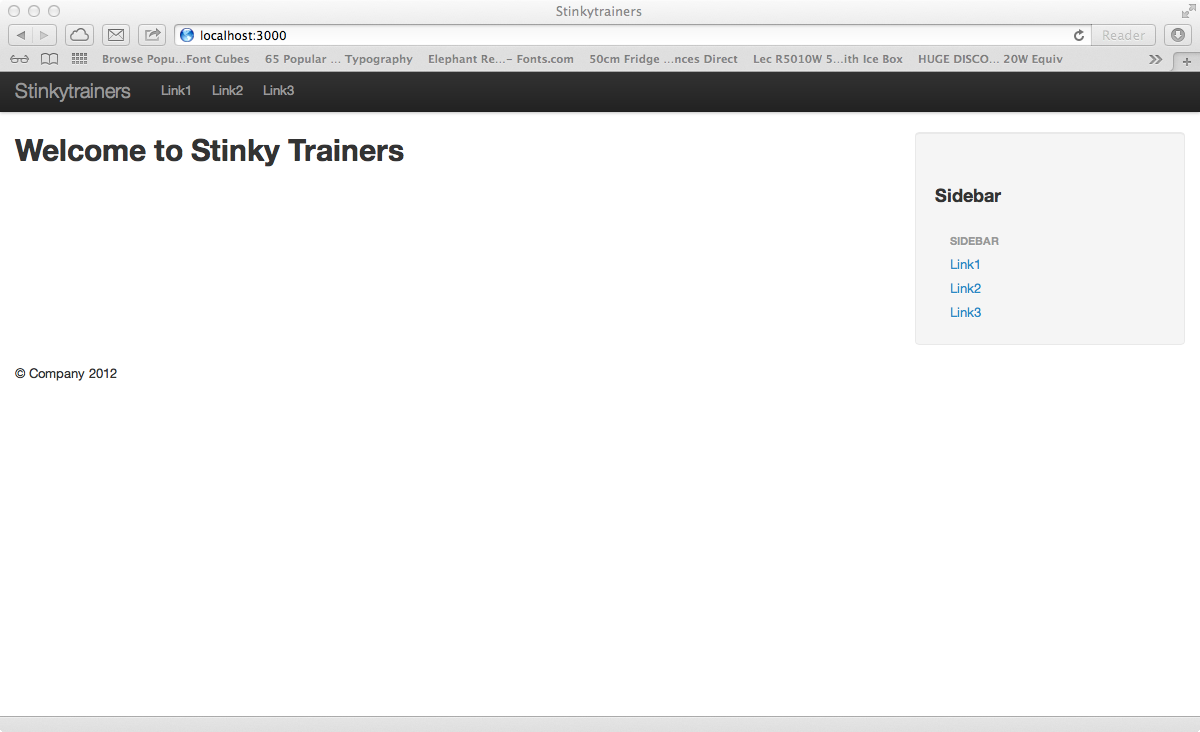 Stinkytrainers
localhost:3000 Reader
Browse Popu...Font Cubes 65 Popular ... Typography Elephant Re...– Fonts.com 50cm Fridge ...nces Direct Lec R5010W 5...ith Ice Box HUGE DISCO... 20W Equiv
Stinkytrainers Link1 Link2 Link3
Welcome to Stinky Trainers
Sidebar
SIDEBAR
Link1
Link2
Link3
© Company 2012